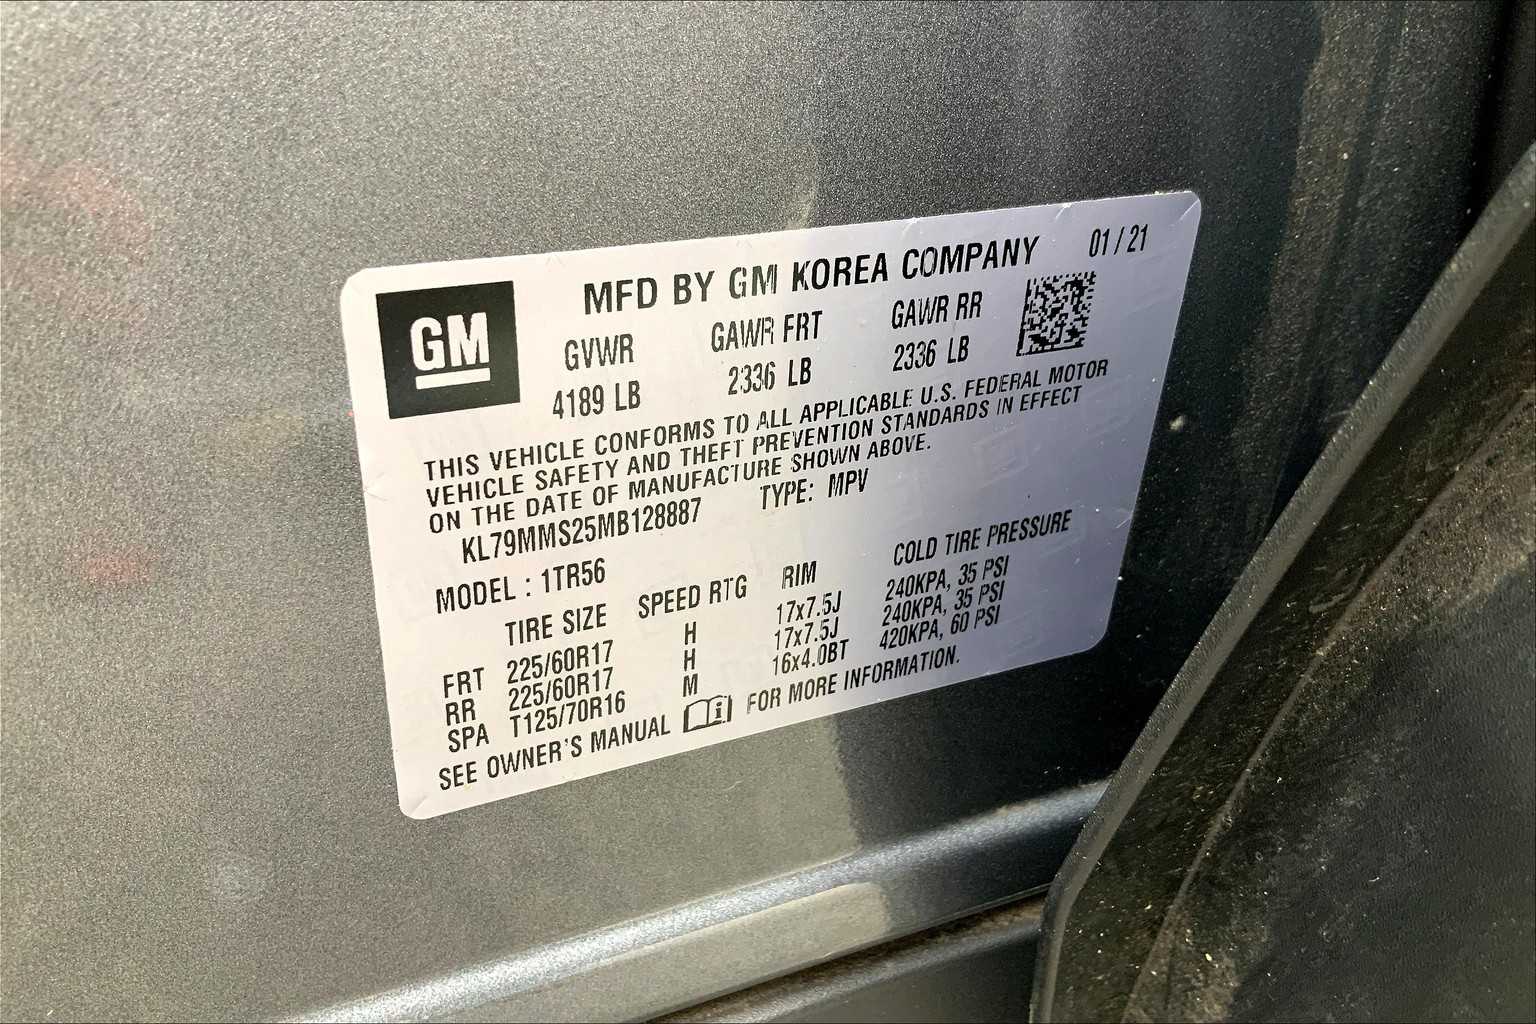 GM
MFD BY GM KOREA COMPANY 01 / 21
GVWR GAWR FRT GAWR RR
4189 LB 2336 LB 2336 LB
THIS VEHICLE CONFORMS TO ALL APPLICABLE U.S. FEDERAL MOTOR
VEHICLE SAFETY AND THEFT PREVENTION STANDARDS IN EFFECT
ON THE DATE OF MANUFACTURE SHOWN ABOVE.
KL79MMS25MB128887 TYPE: MPV
MODEL : 1TR56
TIRE SIZE SPEED RTG RIM COLD TIRE PRESSURE
FRT 225/60R17 H 17x7.5J 240KPA, 35 PSI
RR 225/60R17 H 17x7.5J 240KPA, 35 PSI
SPA T125/70R16 M 16x4.0BT 420KPA, 60 PSI
SEE OWNER'S MANUAL i FOR MORE INFORMATION.